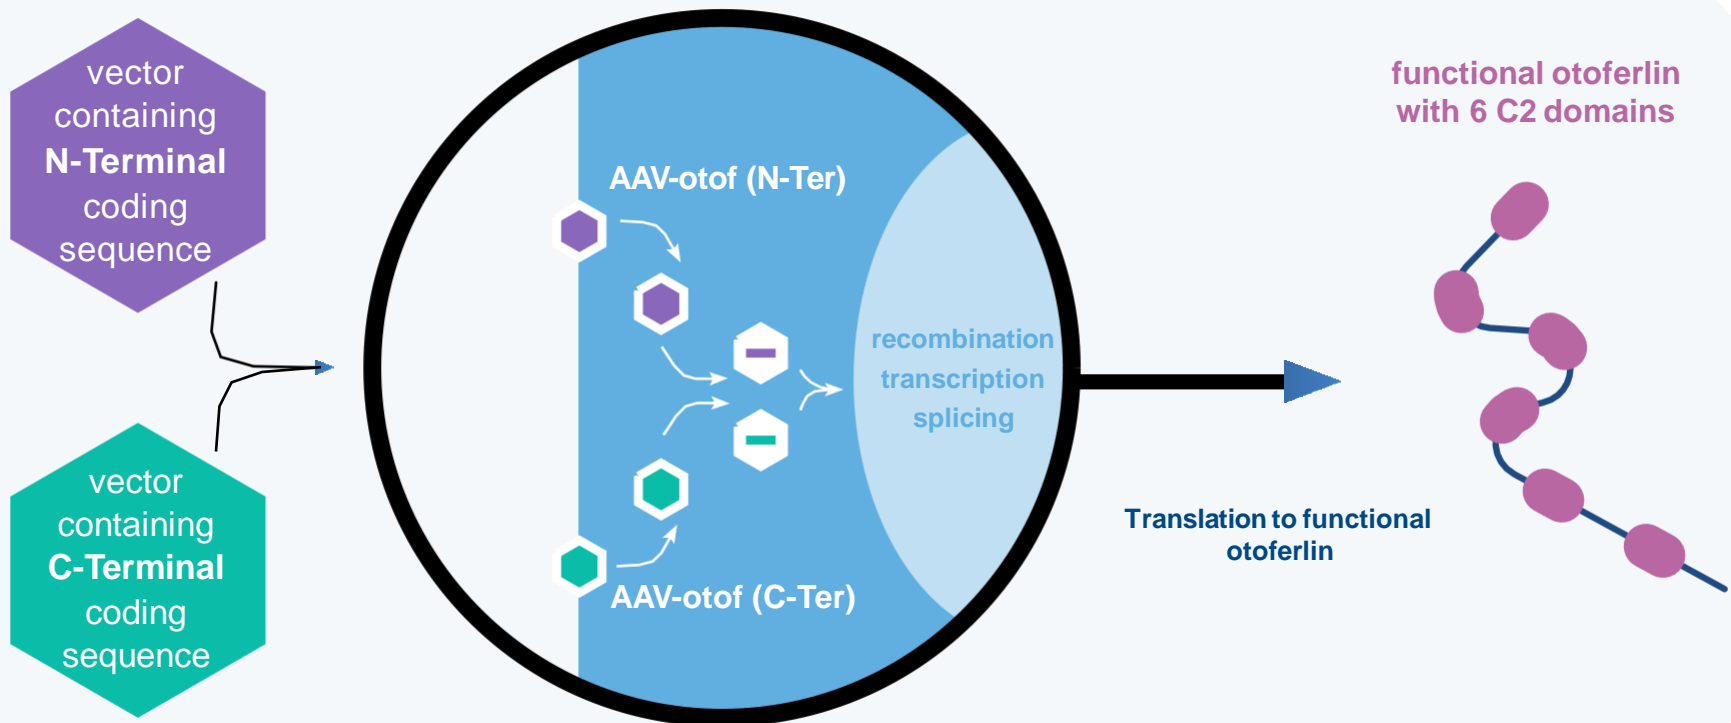 vector
containing
N-Terminal
coding
sequence
vector
containing
C-Terminal
coding
sequence
AAV-otof (N-Ter)
AAV-otof (C-Ter)
recombination
transcription
splicing
Translation to functional
otoferlin
functional otoferlin
with 6 C2 domains